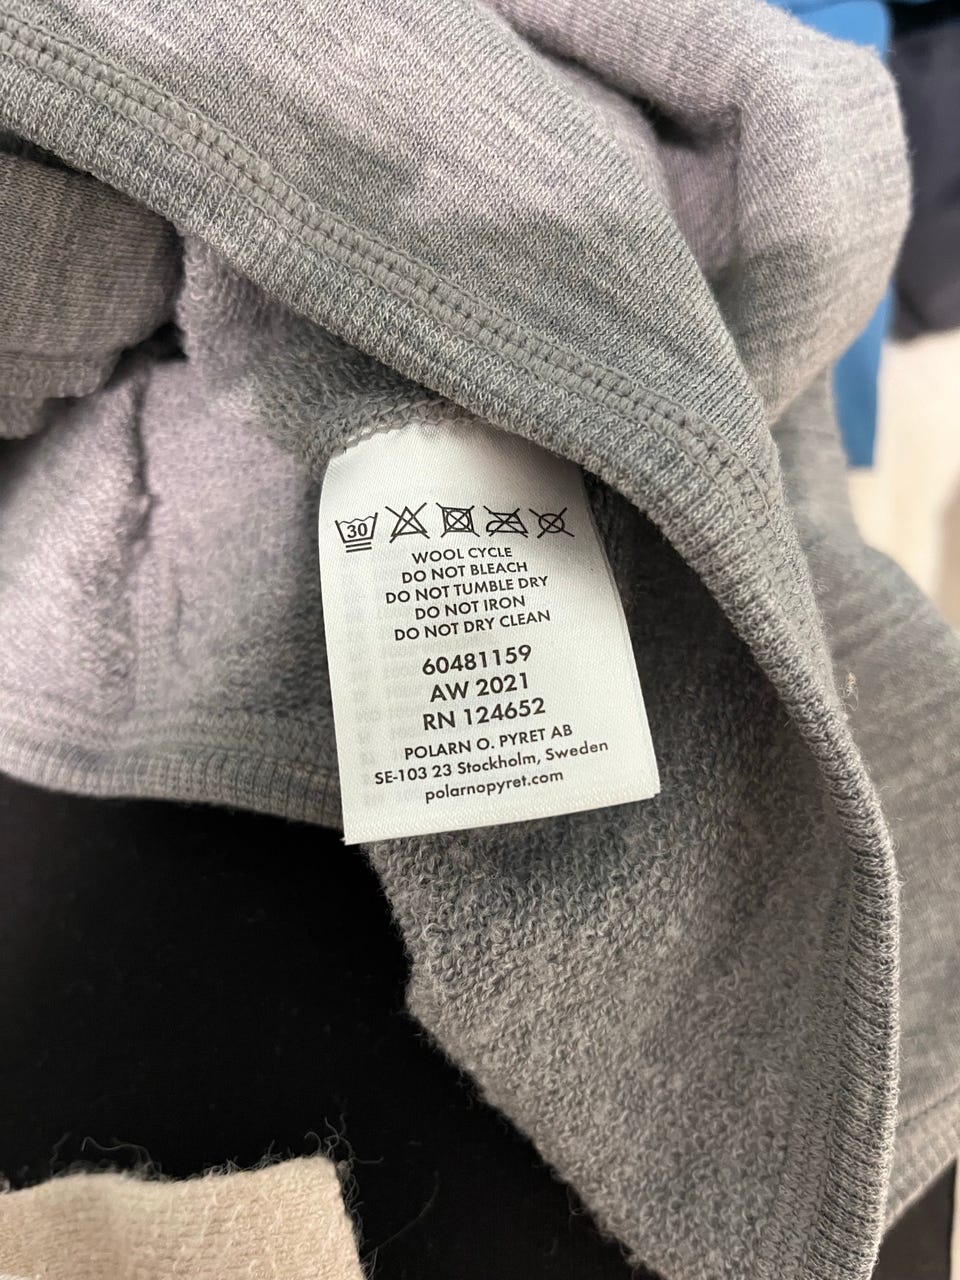 30
WOOL CYCLE
DO NOT BLEACH
DO NOT TUMBLE DRY
DO NOT IRON
DO NOT DRY CLEAN
60481159
AW 2021
RN 124652
POLARN O. PYRET AB
SE-103 23 Stockholm, Sweden
polarnopyret.com